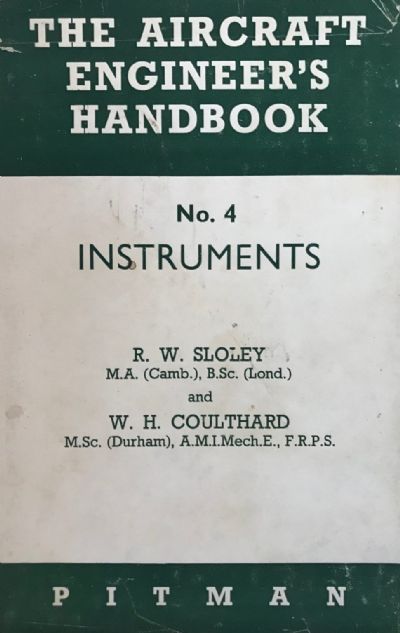 THE AIRCRAFT
ENGINEER'S
HANDBOOK
No. 4
INSTRUMENTS
R. W. SLOLEY
M.A. (Camb.), B.Sc. (Lond.)
and
W. H. COULTHARD
M.Sc. (Durham), A.M.I.Mech.E., F.R.P.S.
PITMAN